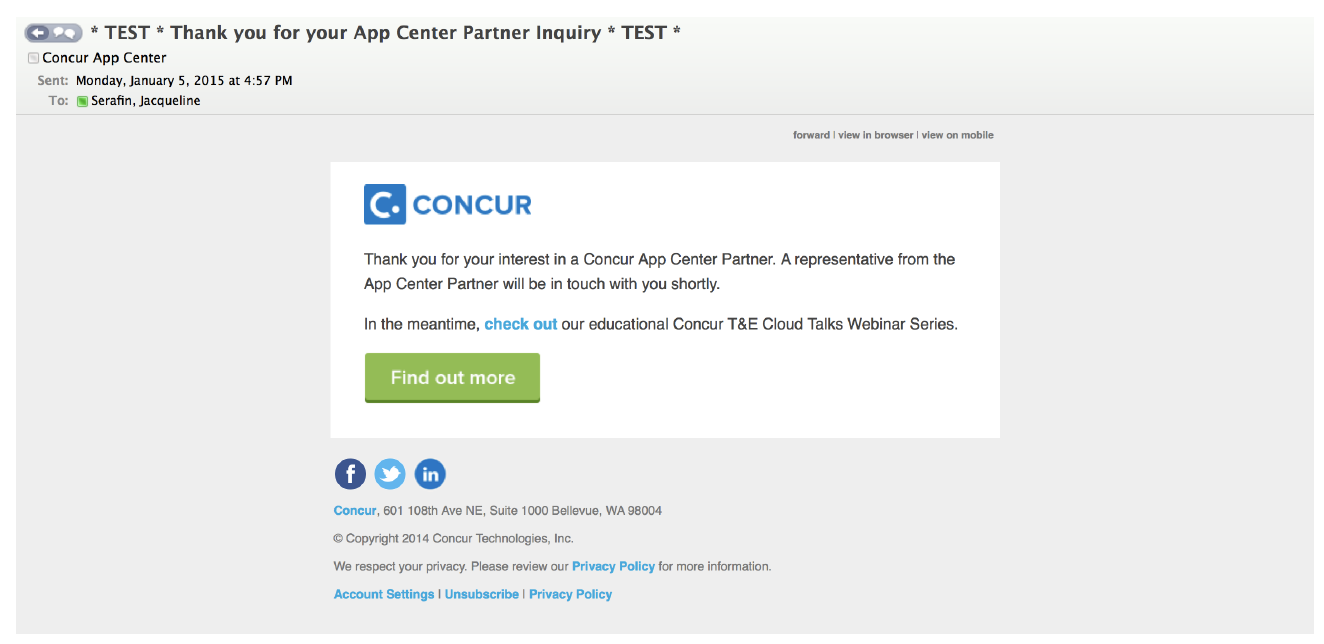 * TEST * Thank you for your App Center Partner Inquiry * TEST *
Concur App Center
Sent: Monday, January 5, 2015 at 4:57 PM
To: Serafin, Jacqueline
forward | view in browser | view on mobile
C. CONCUR
Thank you for your interest in a Concur App Center Partner. A representative from the
App Center Partner will be in touch with you shortly.
In the meantime, check out our educational Concur T&E Cloud Talks Webinar Series.
Find out more
f in
Concur, 601 108th Ave NE, Suite 1000 Bellevue, WA 98004
© Copyright 2014 Concur Technologies, Inc.
We respect your privacy. Please review our Privacy Policy for more information.
Account Settings | Unsubscribe | Privacy Policy